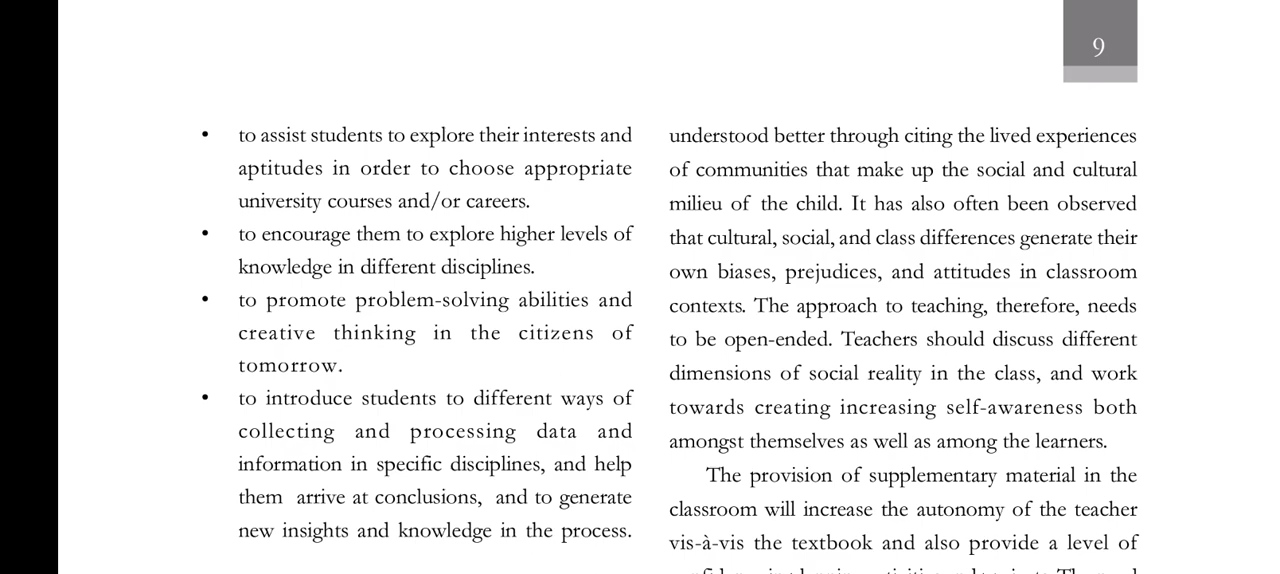 9
• to assist students to explore their interests and
aptitudes in order to choose appropriate
university courses and/or careers.
• to encourage them to explore higher levels of
knowledge in different disciplines.
• to promote problem-solving abilities and
creative thinking in the citizens of
tomorrow.
• to introduce students to different ways of
collecting and processing data and
information in specific disciplines, and help
them arrive at conclusions, and to generate
new insights and knowledge in the process.
understood better through citing the lived experiences
of communities that make up the social and cultural
milieu of the child. It has also often been observed
that cultural, social, and class differences generate their
own biases, prejudices, and attitudes in classroom
contexts. The approach to teaching, therefore, needs
to be open-ended. Teachers should discuss different
dimensions of social reality in the class, and work
towards creating increasing self-awareness both
amongst themselves as well as among the learners.
The provision of supplementary material in the
classroom will increase the autonomy of the teacher
vis-à-vis the textbook and also provide a level of